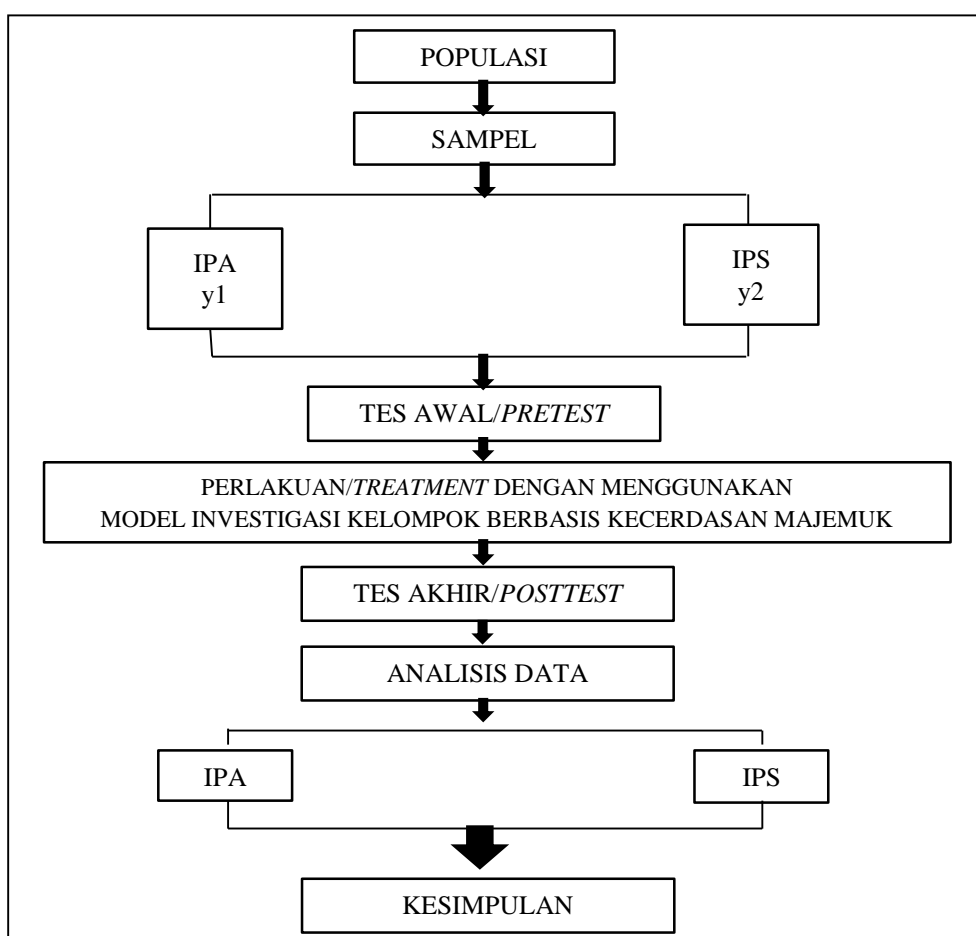 POPULASI
SAMPEL
IPA
y1
IPS
y2
TES AWAL/PRETEST
PERLAKUAN/TREATMENT DENGAN MENGGUNAKAN
MODEL INVESTIGASI KELOMPOK BERBASIS KECERDASAN MAJEMUK
TES AKHIR/POSTTEST
ANALISIS DATA
IPA
IPS
KESIMPULAN